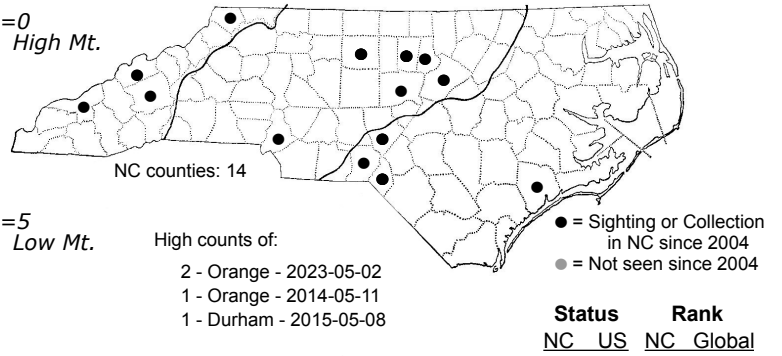 =0
High Mt.
NC counties: 14
=5
Low Mt.
High counts of:
2 - Orange - 2023-05-02
1 - Orange - 2014-05-11
1 - Durham - 2015-05-08
= Sighting or Collection
in NC since 2004
= Not seen since 2004
Status Rank
NC US NC Global